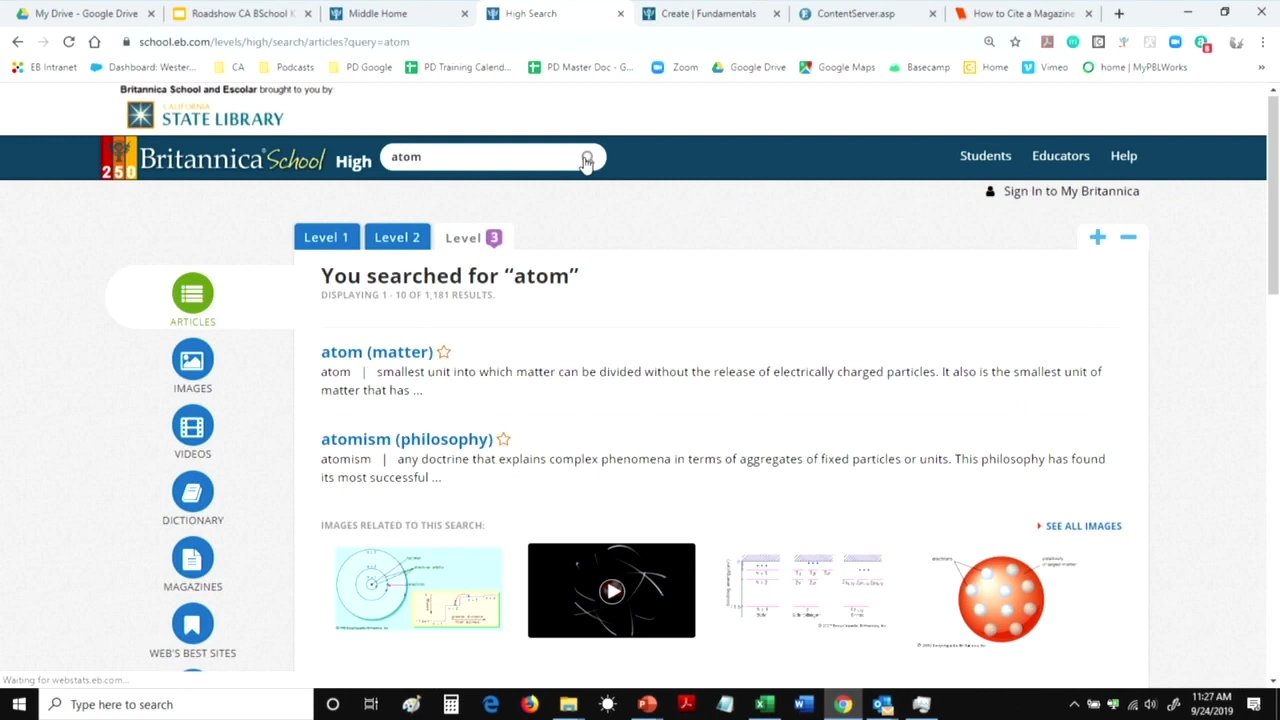 My Drive - Google Drive
Roadshow CA BSchool K
Middle Home
High Search
Create | Fundamentals
ContentServer.asp
How to Cite a Magazine
school.eb.com/levels/high/search/articles?query=atom
EB Intranet
Dashboard: Wester...
CA
Podcasts
PD Google
PD Training Calend...
PD Master Doc - G...
Zoom
Google Drive
Google Maps
Basecamp
Home
Vimeo
home | MyPBLWorks
Britannica School and Escolar brought to you by:
CALIFORNIA
STATE LIBRARY
250
Britannica School High
atom
Students
Educators
Help
Sign In to My Britannica
Level 1
Level 2
Level 3
You searched for “atom”
DISPLAYING 1 - 10 OF 1,181 RESULTS.
ARTICLES
IMAGES
VIDEOS
DICTIONARY
MAGAZINES
WEB'S BEST SITES
atom (matter)
atom | smallest unit into which matter can be divided without the release of electrically charged particles. It also is the smallest unit of
matter that has ...
atomism (philosophy)
atomism | any doctrine that explains complex phenomena in terms of aggregates of fixed particles or units. This philosophy has found
its most successful ...
IMAGES RELATED TO THIS SEARCH:
SEE ALL IMAGES
electrons
positively
charged matter
Waiting for webstats.eb.com...
Type here to search
11:27 AM
9/24/2019